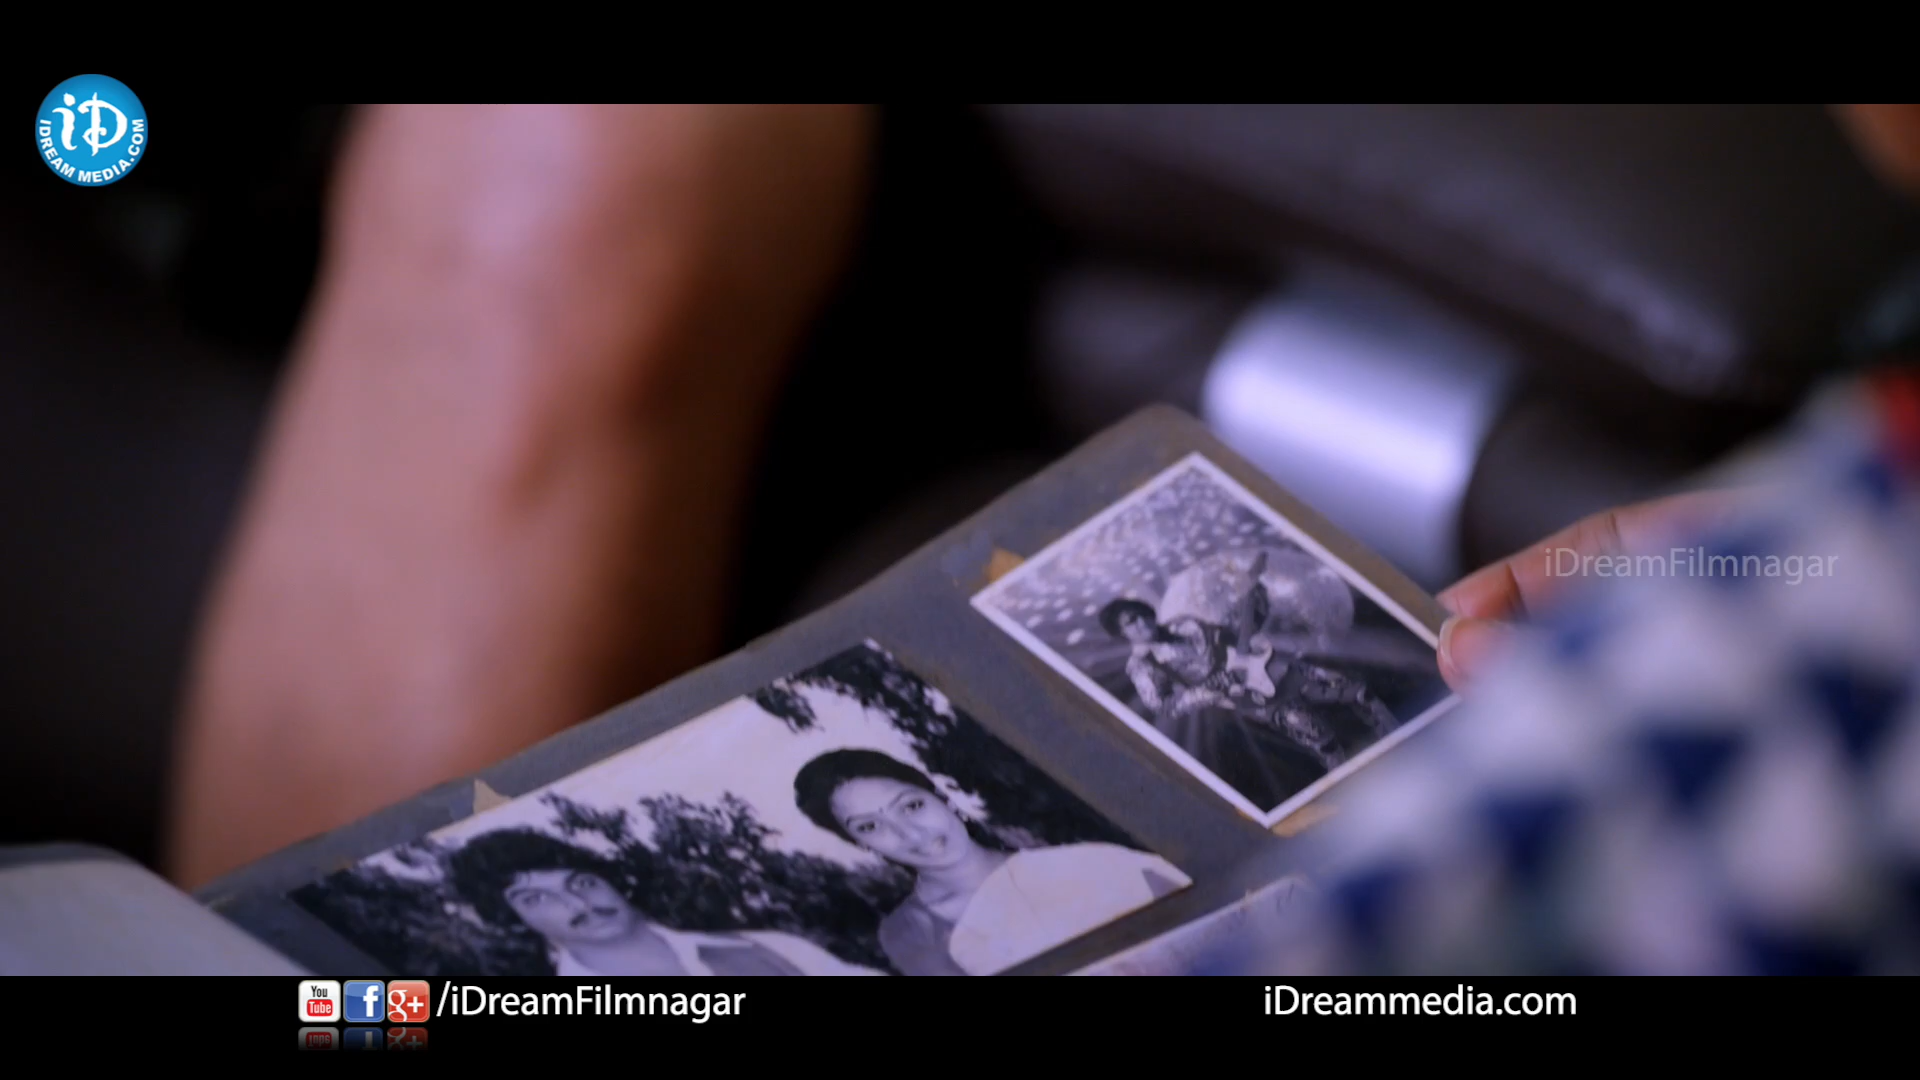 iD
IDREAM MEDIA.COM
iDreamFilmnagar
You
Tube
f
g+
/iDreamFilmnagar
iDreammedia.com